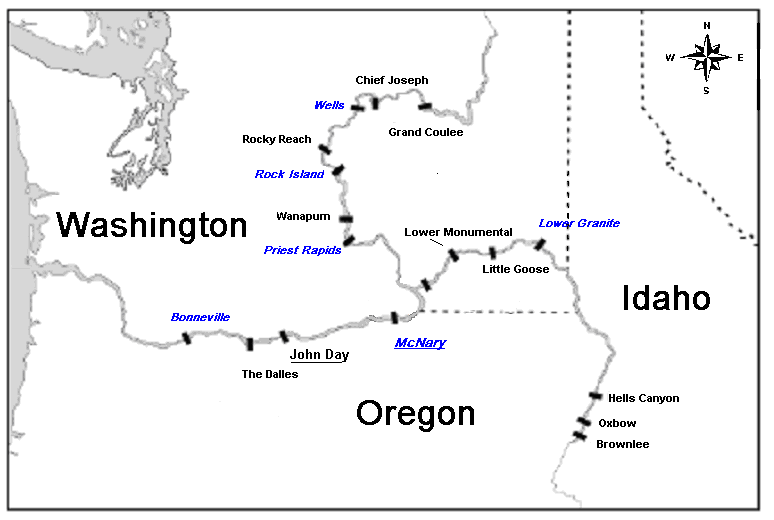 N
W E
S
Chief Joseph
Wells
Grand Coulee
Rocky Reach
Rock Island
Wanapum
Washington
Lower Monumental
Lower Granife
Priest Rapids
Little Goose
Idaho
Bonneville
McNary
John Day
The Dalles
Oregon
Hells Canyon
Oxbow
Brownlee